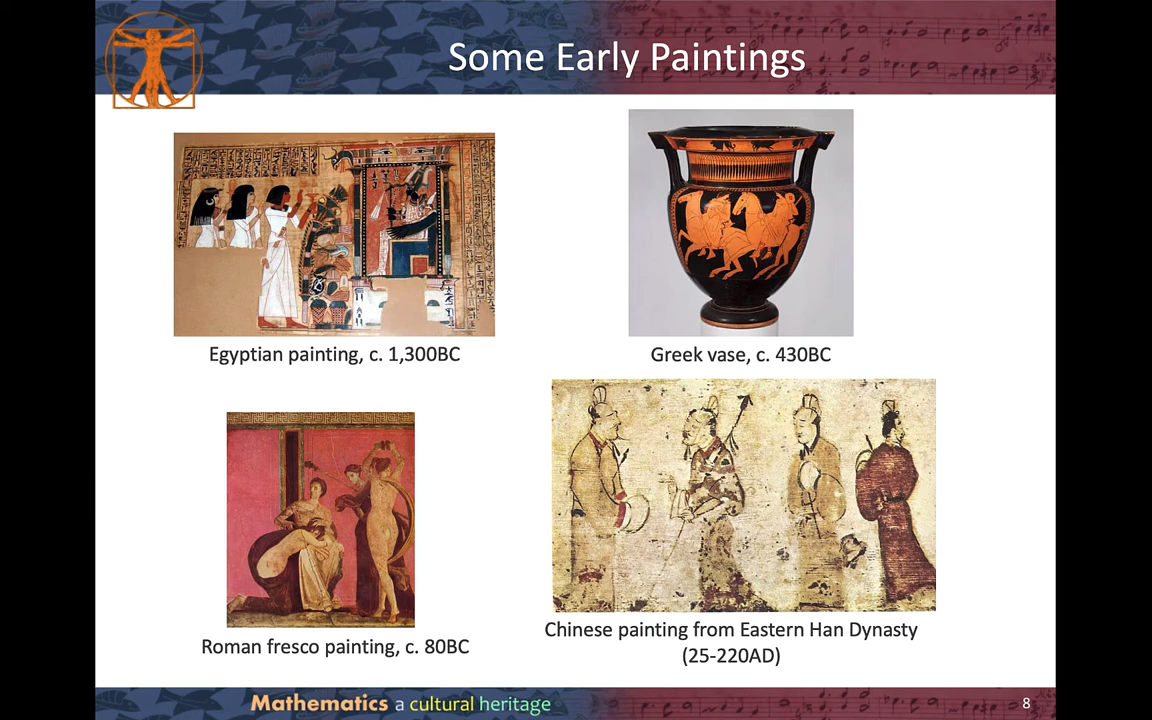 Some Early Paintings
Egyptian painting, c. 1,300BC
Greek vase, c. 430BC
Roman fresco painting, c. 80BC
Chinese painting from Eastern Han Dynasty
(25-220AD)
Mathematics a cultural heritage
8